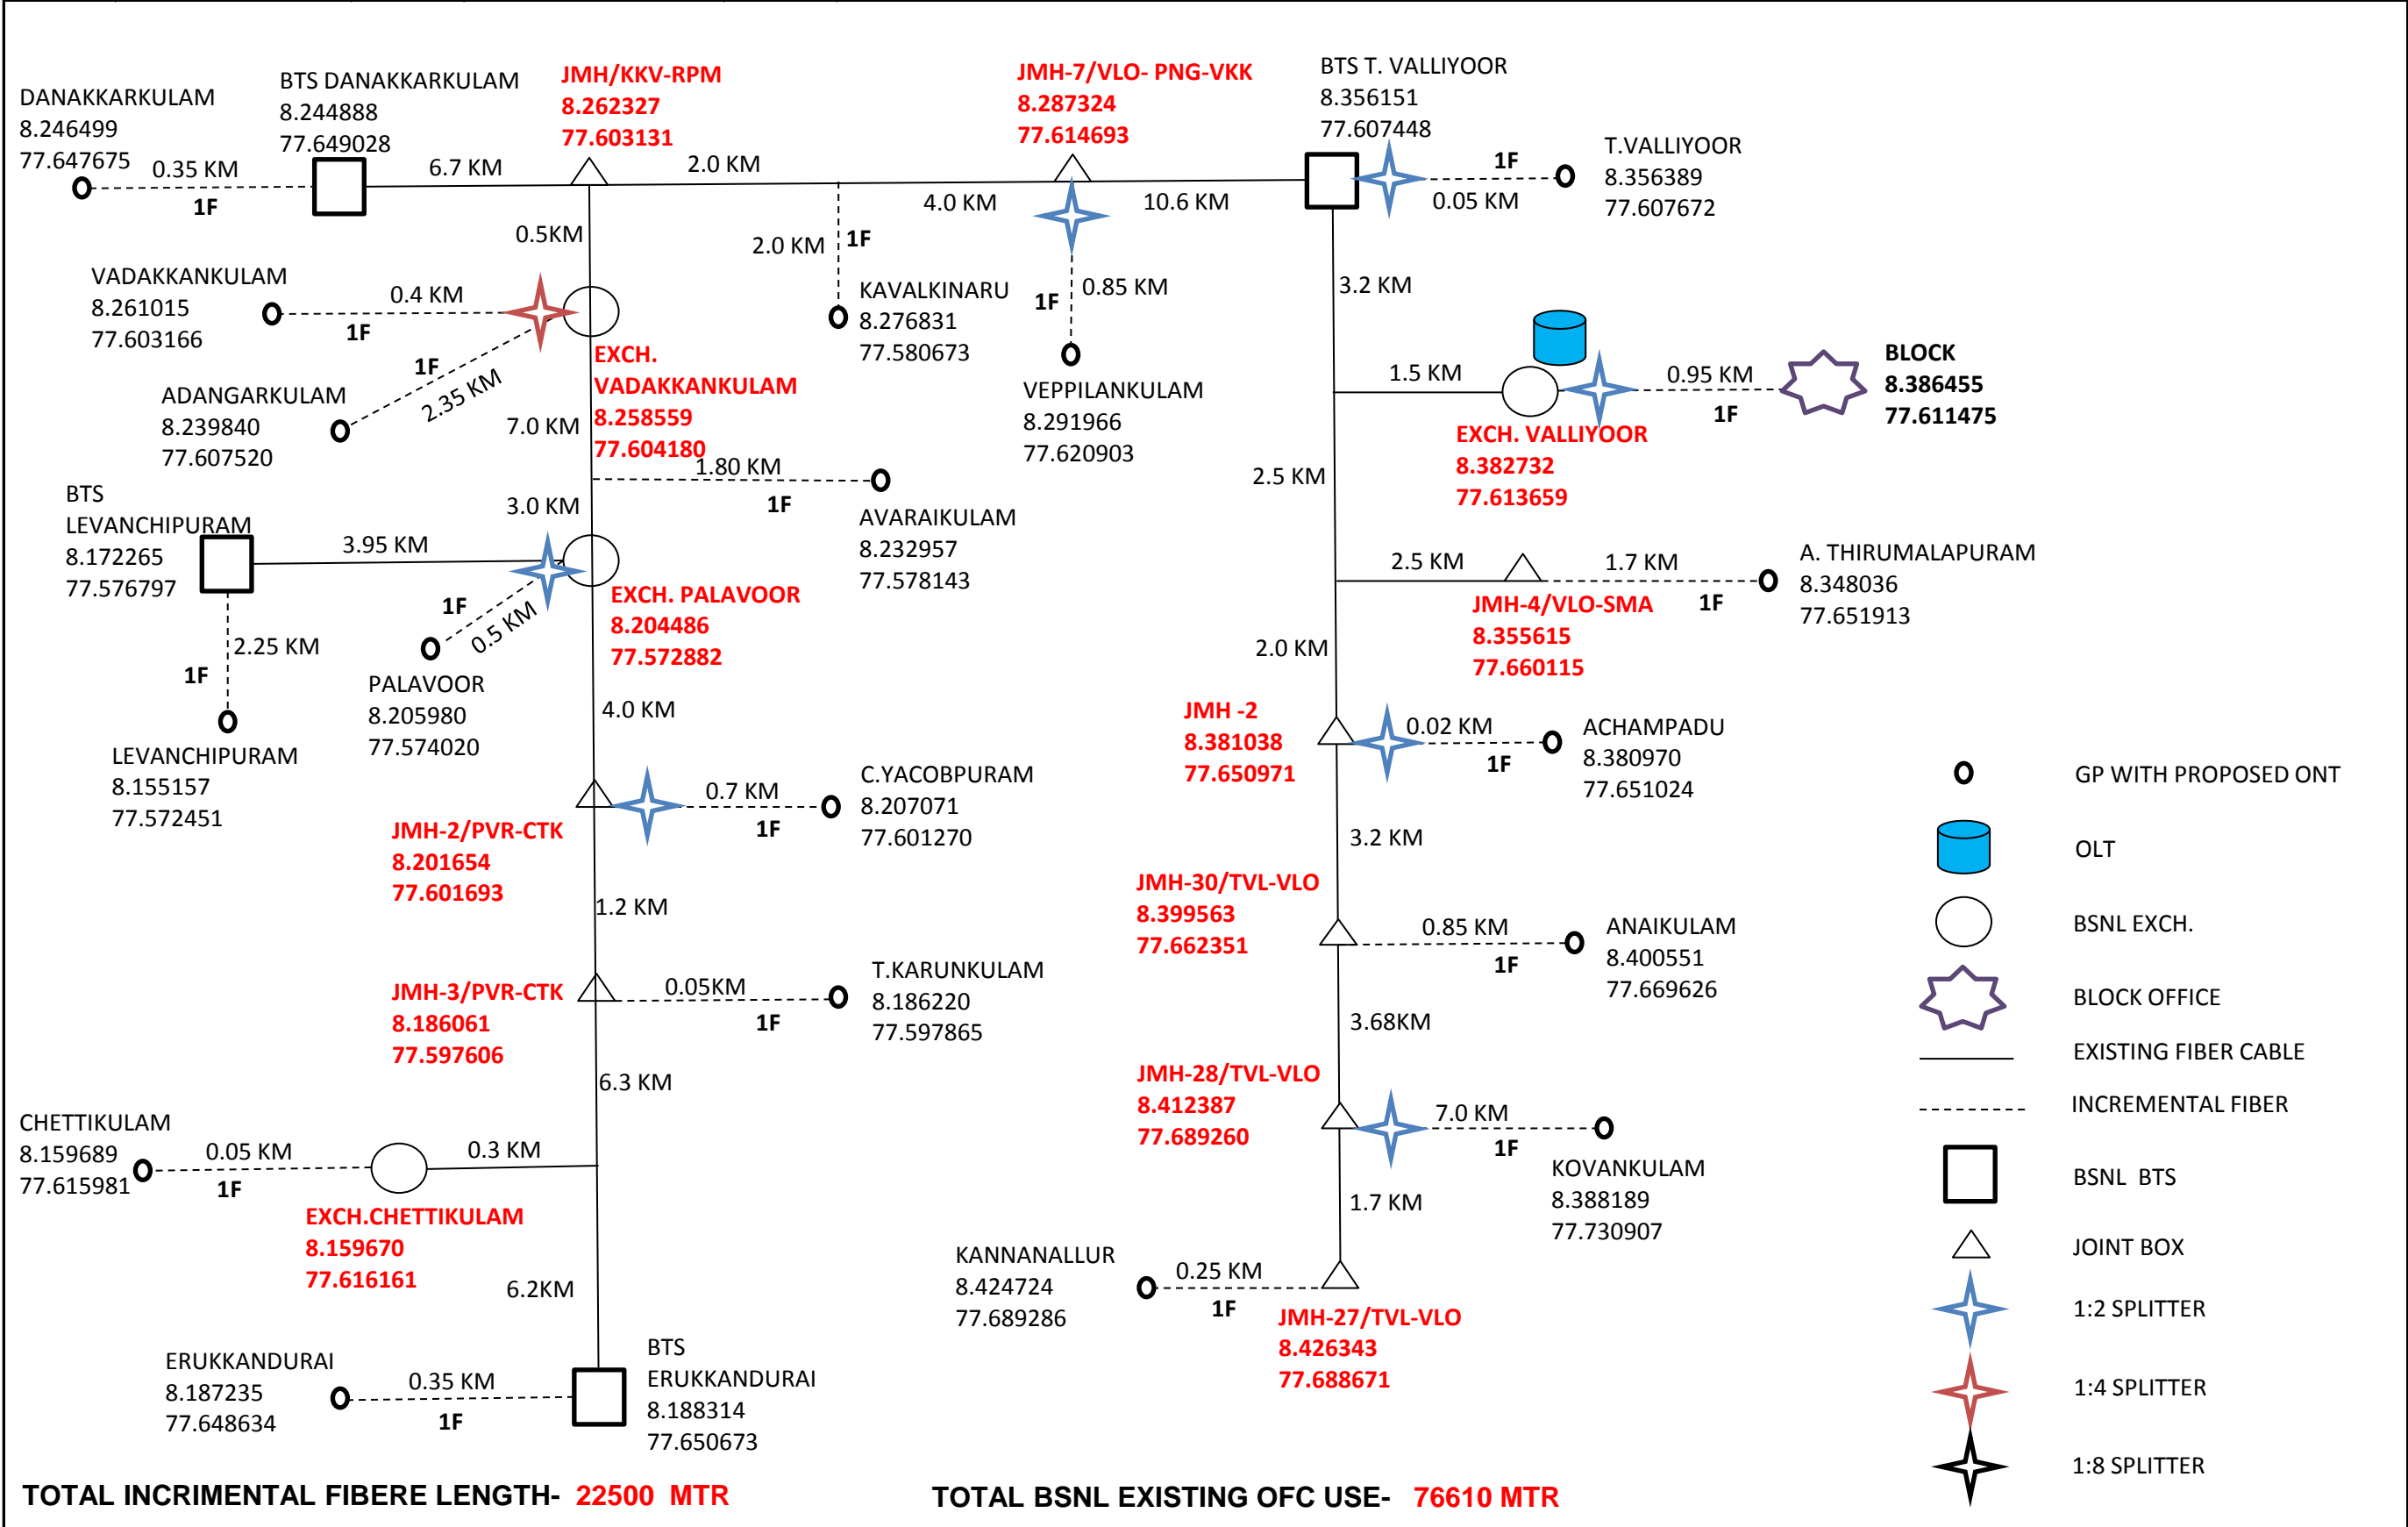 DANAKKARKULAM
8.246499
77.647675
0.35 KM
1F
BTS DANAKKARKULAM
8.244888
77.649028
6.7 KM
JMH/KKV-RPM
8.262327
77.603131
2.0 KM
4.0 KM
JMH-7/VLO- PNG-VKK
8.287324
77.614693
10.6 KM
BTS T. VALLIYOOR
8.356151
77.607448
1F
0.05 KM
T.VALLIYOOR
8.356389
77.607672
0.5KM
2.0 KM
1F
KAVALKINARU
8.276831
77.580673
1F
0.85 KM
VEPPILANKULAM
8.291966
77.620903
3.2 KM
VADAKKANKULAM
8.261015
77.603166
0.4 KM
1F
ADANGARKULAM
8.239840
77.607520
1F
2.35 KM
EXCH.
VADAKKANKULAM
8.258559
77.604180
7.0 KM
1.80 KM
1F
AVARAIKULAM
8.232957
77.578143
1.5 KM
EXCH. VALLIYOOR
8.382732
77.613659
0.95 KM
1F
BLOCK
8.386455
77.611475
2.5 KM
BTS
LEVANCHIPURAM
8.172265
77.576797
3.95 KM
3.0 KM
EXCH. PALAVOOR
8.204486
77.572882
1F
0.5 KM
PALAVOOR
8.205980
77.574020
2.25 KM
1F
LEVANCHIPURAM
8.155157
77.572451
2.5 KM
JMH-4/VLO-SMA
8.355615
77.660115
1.7 KM
1F
A. THIRUMALAPURAM
8.348036
77.651913
2.0 KM
4.0 KM
JMH-2/PVR-CTK
8.201654
77.601693
0.7 KM
1F
C.YACOBPURAM
8.207071
77.601270
JMH -2
8.381038
77.650971
0.02 KM
1F
ACHAMPADU
8.380970
77.651024
3.2 KM
1.2 KM
JMH-3/PVR-CTK
8.186061
77.597606
0.05KM
1F
T.KARUNKULAM
8.186220
77.597865
JMH-30/TVL-VLO
8.399563
77.662351
0.85 KM
1F
ANAIKULAM
8.400551
77.669626
3.68KM
6.3 KM
CHETTIKULAM
8.159689
77.615981
0.05 KM
1F
EXCH.CHETTIKULAM
8.159670
77.616161
0.3 KM
6.2KM
JMH-28/TVL-VLO
8.412387
77.689260
7.0 KM
1F
KOVANKULAM
8.388189
77.730907
1.7 KM
KANNANALLUR
8.424724
77.689286
0.25 KM
1F
JMH-27/TVL-VLO
8.426343
77.688671
ERUKKANDURAI
8.187235
77.648634
0.35 KM
1F
BTS
ERUKKANDURAI
8.188314
77.650673
GP WITH PROPOSED ONT
OLT
BSNL EXCH.
BLOCK OFFICE
EXISTING FIBER CABLE
INCREMENTAL FIBER
BSNL  BTS
JOINT BOX
1:2 SPLITTER
1:4 SPLITTER
1:8 SPLITTER
TOTAL INCRIMENTAL FIBERE LENGTH- 22500 MTR
TOTAL BSNL EXISTING OFC USE- 76610 MTR